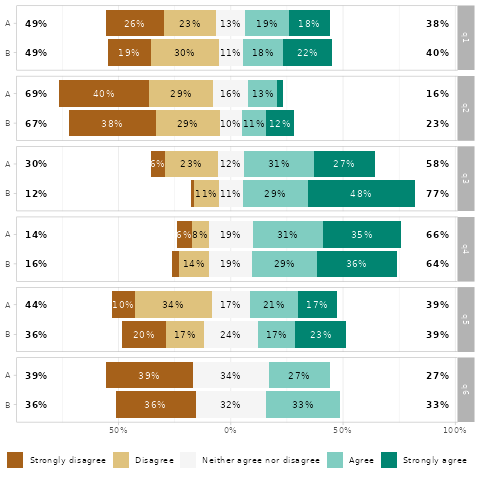 A 49% 26% 23% 13% 19% 18% 38%
B 49% 19% 30% 11% 18% 22% 40%
q1
A 69% 40% 29% 16% 13% 16%
B 67% 38% 29% 10% 11% 12% 23%
q2
A 30% 6% 23% 12% 31% 27% 58%
B 12% 11% 11% 29% 48% 77%
q3
A 14% 6% 8% 19% 31% 35% 66%
B 16% 14% 19% 29% 36% 64%
q4
A 44% 10% 34% 17% 21% 17% 39%
B 36% 20% 17% 24% 17% 23% 39%
q5
A 39% 39% 34% 27% 27%
B 36% 36% 32% 33% 33%
q6
50% 0% 50% 100%
Strongly disagree Disagree Neither agree nor disagree Agree Strongly agree